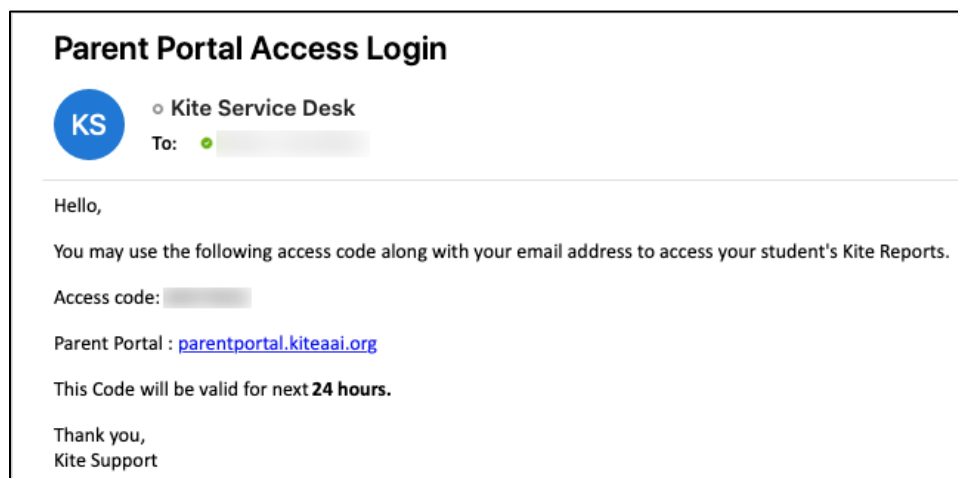 Parent Portal Access Login
KS
Kite Service Desk
To:
Hello,
You may use the following access code along with your email address to access your student's Kite Reports.
Access code:
Parent Portal : parentportal.kiteaai.org
This Code will be valid for next 24 hours.
Thank you,
Kite Support